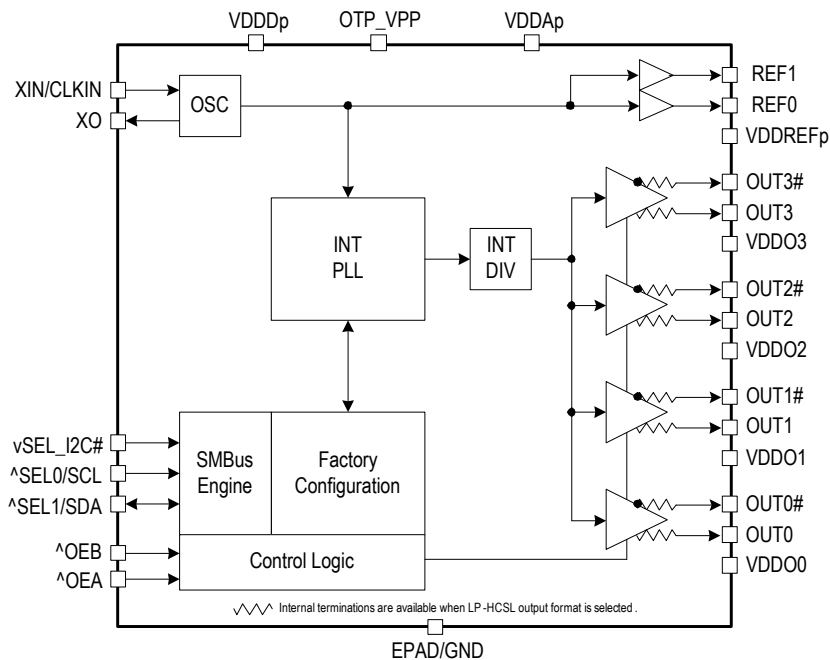 VDDDp OTP_VPP VDDAp
XIN/CLKIN
XO
OSC
REF1
REF0
VDDREFp
INT
PLL
INT
DIV
OUT3#
OUT3
VDDO3
OUT2#
OUT2
VDDO2
OUT1#
OUT1
VDDO1
OUT0#
OUT0
VDDO0
vSEL_I2C#
^SEL0/SCL
^SEL1/SDA
^OEB
^OEA
SMBus
Engine
Factory
Configuration
Control Logic
Internal terminations are available when LP -HCSL output format is selected .
EPAD/GND